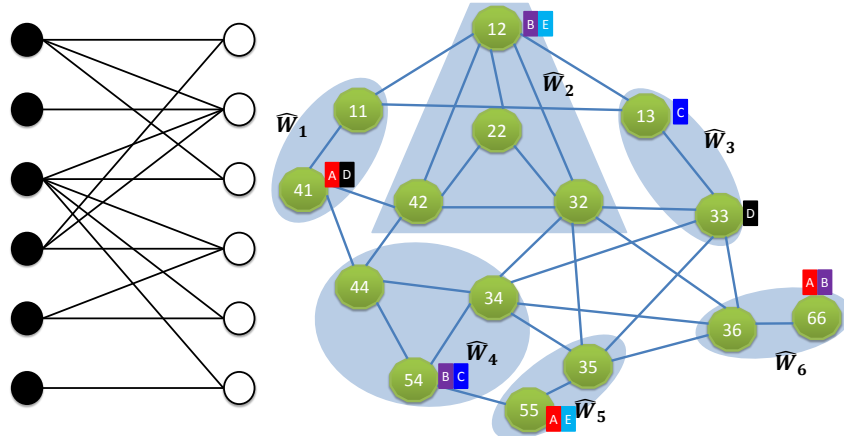 12 B E
Ŵ₂
11
Ŵ₁
13 C
Ŵ₃
22
41 A D
42
32
33 D
44
34
A B
36 66
Ŵ₆
Ŵ₄
35
54 B C
55 A E
Ŵ₅